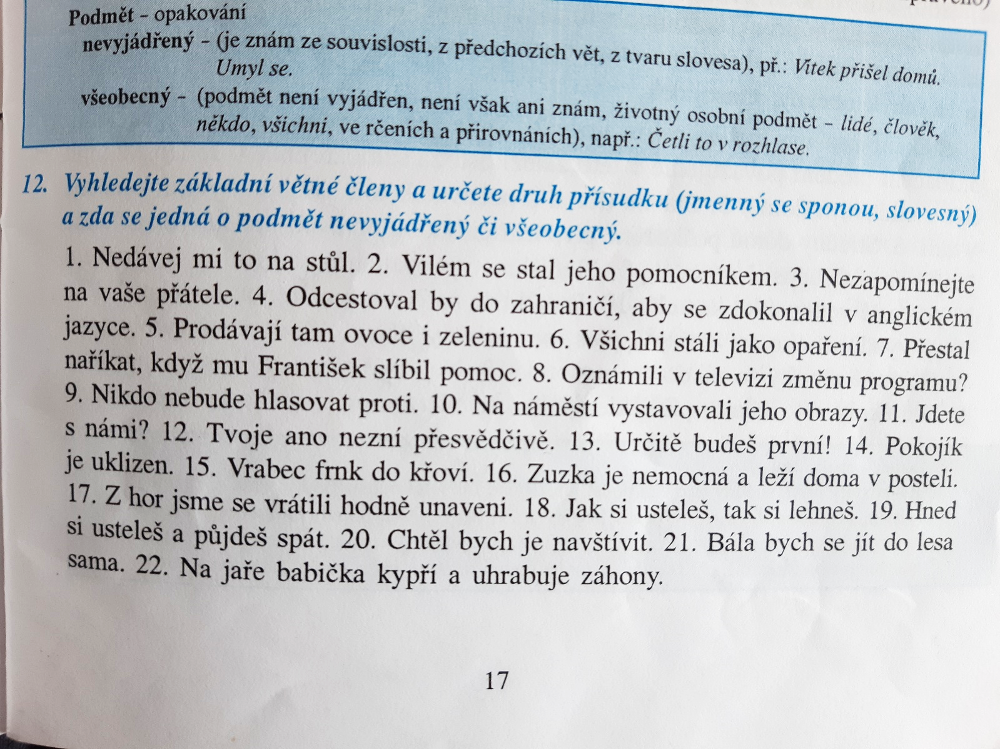 Podmět – opakování
nevyjádřený – (je znám ze souvislosti, z předchozích vět, z tvaru slovesa), př.: Vítek přišel domů.
Umyl se.
všeobecný – (podmět není vyjádřen, není však ani znám, životný osobní podmět – lidé, člověk,
někdo, všichni, ve rčeních a přirovnáních), např.: Četli to v rozhlase.
12. Vyhledejte základní větné členy a určete druh přísudku (jmenný se sponou, slovesný)
a zda se jedná o podmět nevyjádřený či všeobecný.
1. Nedávej mi to na stůl. 2. Vilém se stal jeho pomocníkem. 3. Nezapomínejte
na vaše přátele. 4. Odcestoval by do zahraničí, aby se zdokonalil v anglickém
jazyce. 5. Prodávají tam ovoce i zeleninu. 6. Všichni stáli jako opaření. 7. Přestal
naříkat, když mu František slíbil pomoc. 8. Oznámili v televizi změnu programu?
9. Nikdo nebude hlasovat proti. 10. Na náměstí vystavovali jeho obrazy. 11. Jdete
s námi? 12. Tvoje ano nezní přesvědčivě. 13. Určitě budeš první! 14. Pokojík
je uklizen. 15. Vrabec frnk do křoví. 16. Zuzka je nemocná a leží doma v posteli.
17. Z hor jsme se vrátili hodně unaveni. 18. Jak si usteleš, tak si lehneš. 19. Hned
si usteleš a půjdeš spát. 20. Chtěl bych je navštívit. 21. Bála bych se jít do lesa
sama. 22. Na jaře babička kypří a uhrabuje záhony.
17